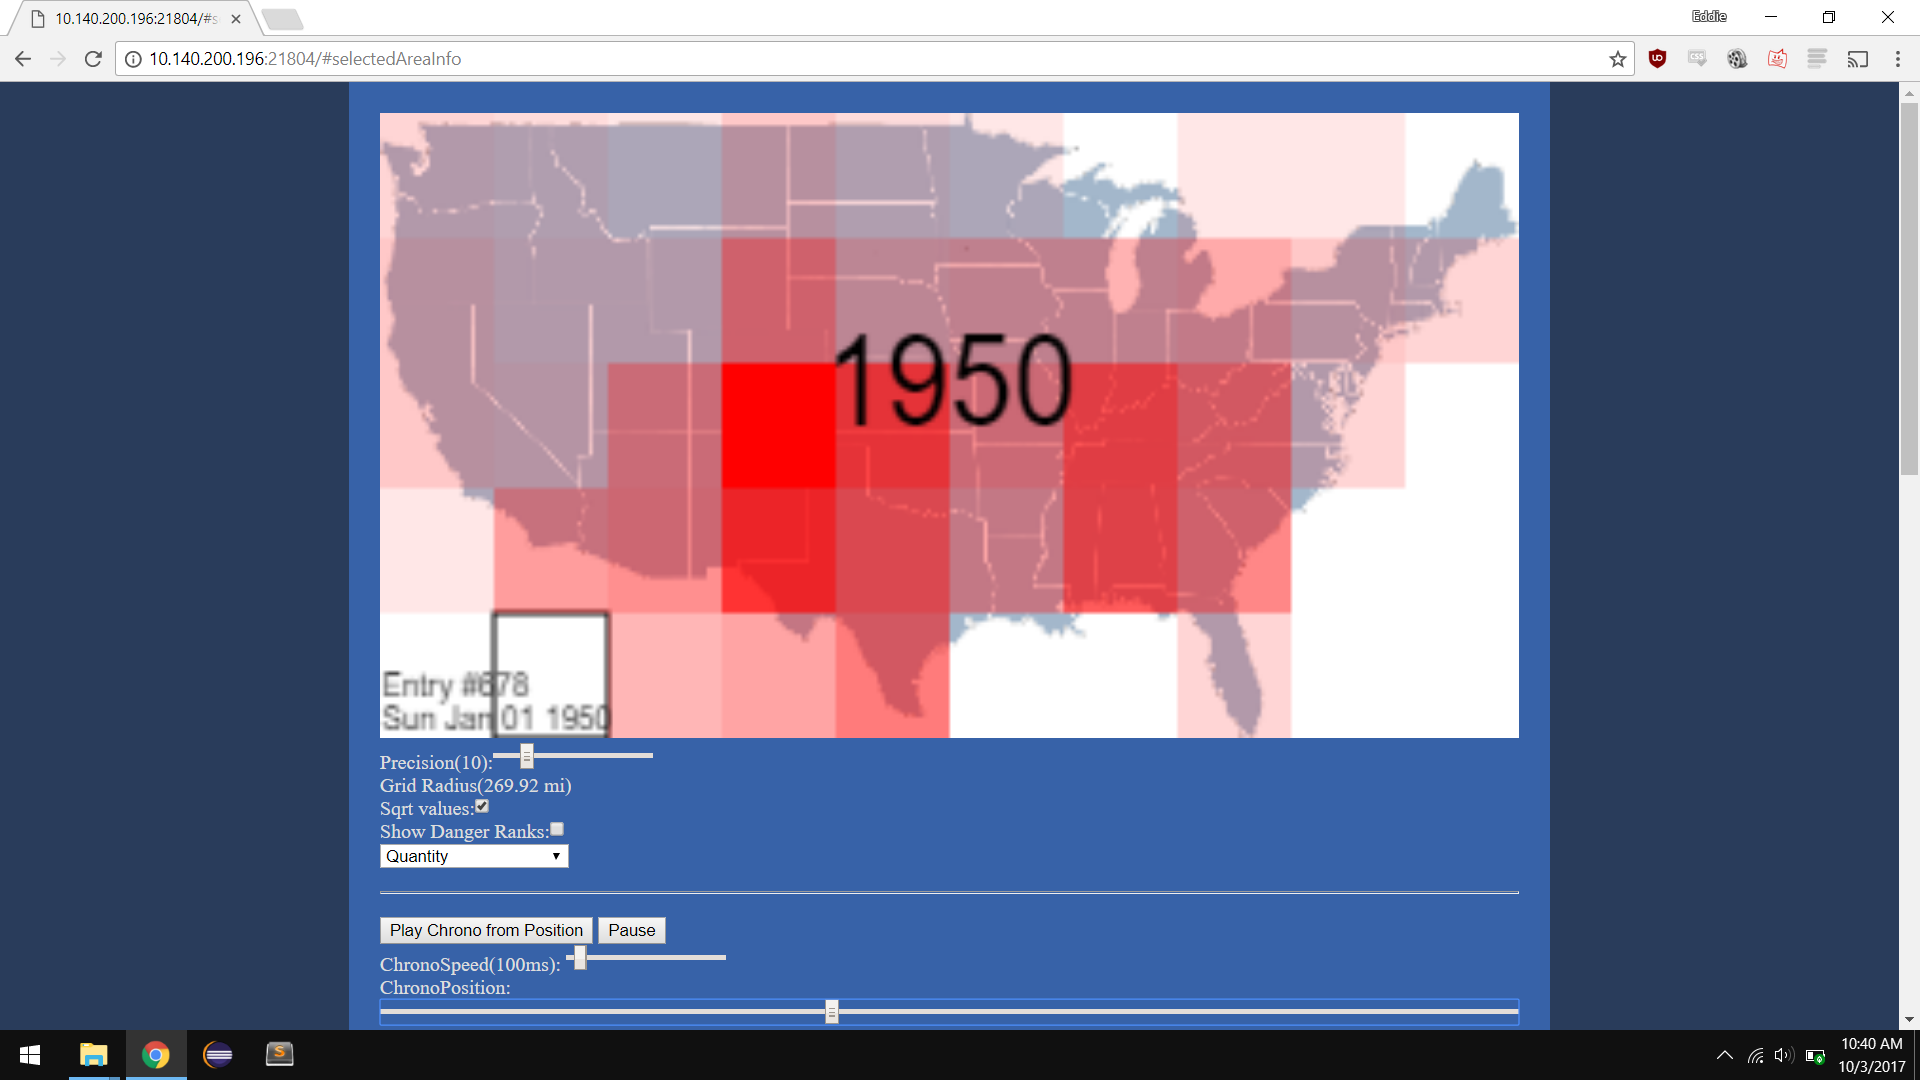 10.140.200.196:21804/#s
Eddie
10.140.200.196:21804/#selectedAreaInfo
1950
Entry #678
Sun Jan 01 1950
Precision(10):
Grid Radius(269.92 mi)
Sqrt values:
Show Danger Ranks:
Quantity
Play Chrono from Position
Pause
ChronoSpeed(100ms):
ChronoPosition:
10:40 AM
10/3/2017